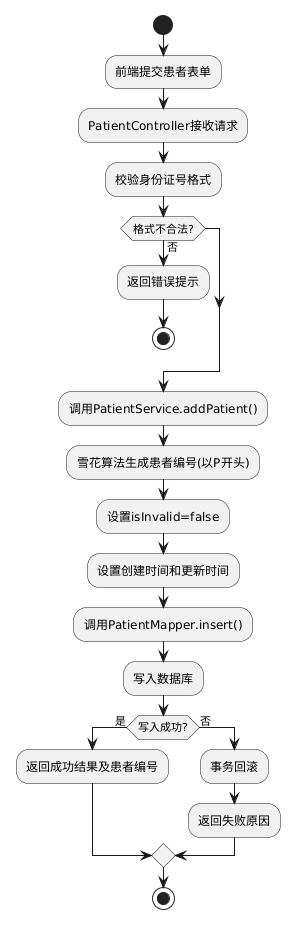 前端提交患者表单
PatientController接收请求
校验身份证号格式
格式不合法?
否
返回错误提示
调用PatientService.addPatient()
雪花算法生成患者编号(以P开头)
设置isInvalid=false
设置创建时间和更新时间
调用PatientMapper.insert()
写入数据库
是
写入成功?
否
返回成功结果及患者编号
事务回滚
返回失败原因